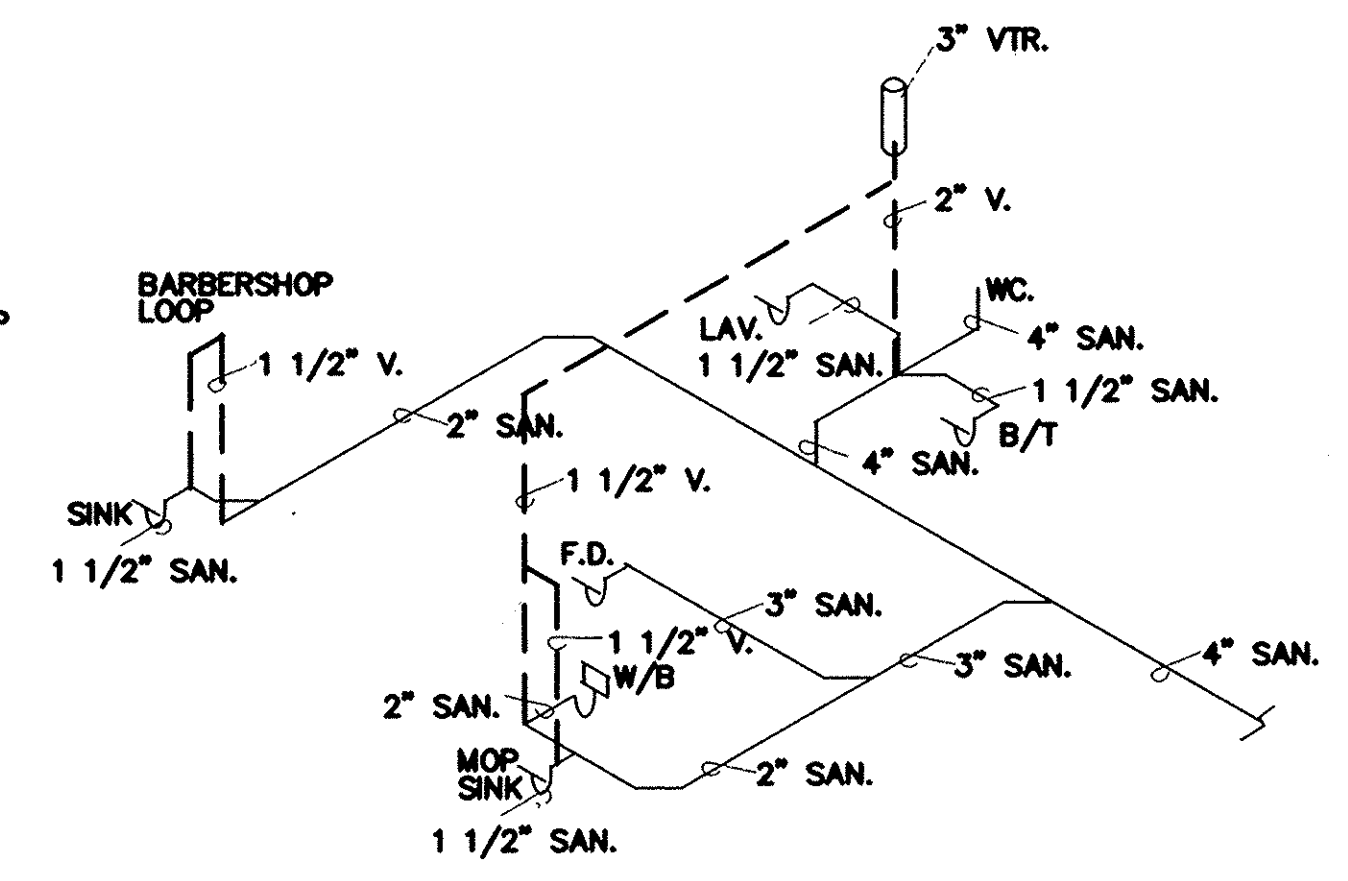 3" VTR.
2" V.
BARBERSHOP
LOOP
WC.
LAV.
4" SAN.
1 1/2" V.
1 1/2" SAN.
1 1/2" SAN.
2" SAN.
B/T
4" SAN.
1 1/2" V.
SINK
F.D.
1 1/2" SAN.
3" SAN.
1 1/2" V.
W/B
3" SAN.
4" SAN.
2" SAN.
MOP
SINK
2" SAN.
1 1/2" SAN.